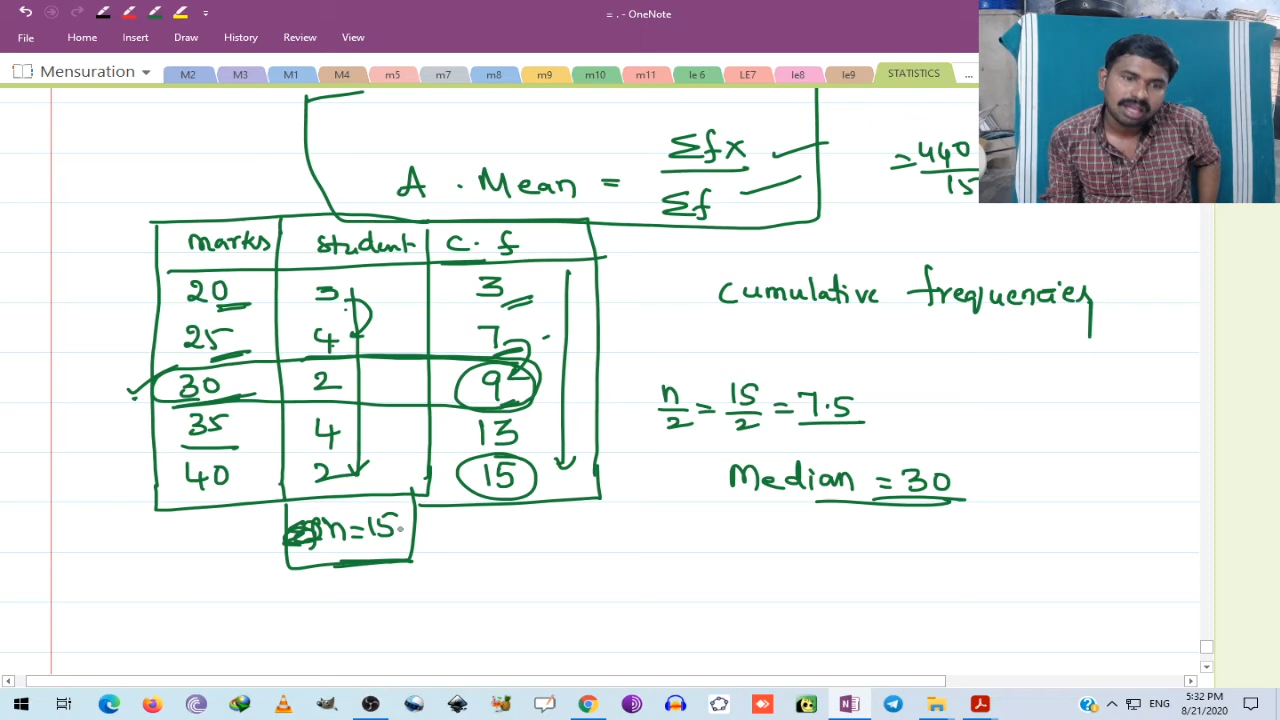 = . - OneNote
File Home Insert Draw History Review View
Mensuration M2 M3 M1 M4 m5 m7 m8 m9 m10 m11 le 6 LE7 le8 le9 STATISTICS ...
A . Mean = Σfx / Σf
= 440 / 15
marks student c. f
20 3 3
25 4 7
30 2 9
35 4 13
40 2 15
n=15
cumulative frequencies
n/2 = 15/2 = 7.5
Median = 30
ENG
5:32 PM
8/21/2020